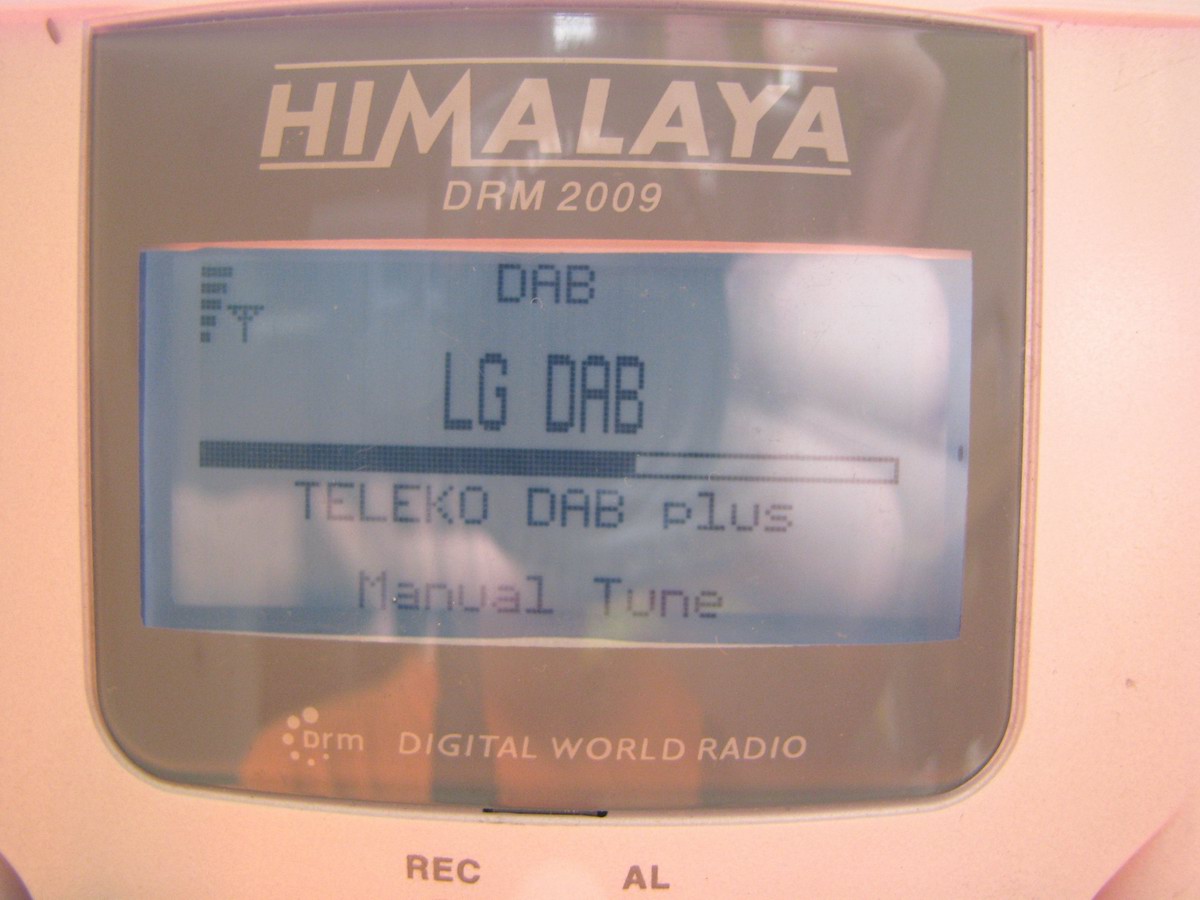 HIMALAYA
DRM 2009
DAB
LG DAB
TELEKO DAB plus
Manual Tune
Drm DIGITAL WORLD RADIO
REC AL